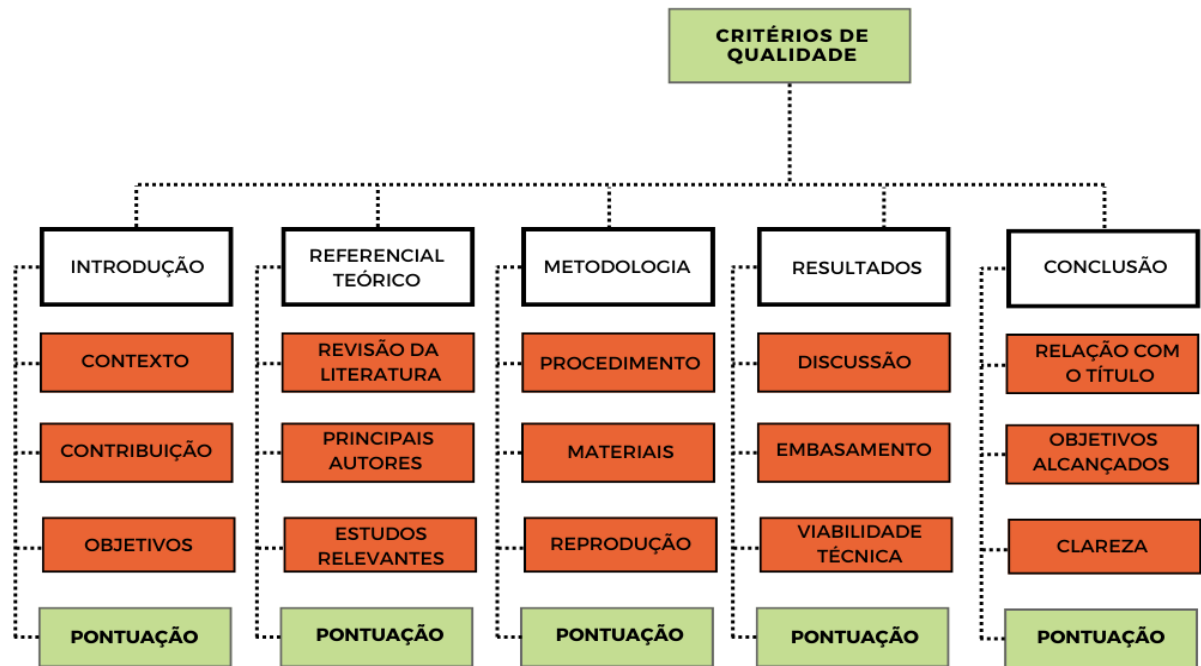 CRITÉRIOS DE
QUALIDADE
INTRODUÇÃO
CONTEXTO
CONTRIBUIÇÃO
OBJETIVOS
PONTUAÇÃO
REFERENCIAL
TEÓRICO
REVISÃO DA
LITERATURA
PRINCIPAIS
AUTORES
ESTUDOS
RELEVANTES
PONTUAÇÃO
METODOLOGIA
PROCEDIMENTO
MATERIAIS
REPRODUÇÃO
PONTUAÇÃO
RESULTADOS
DISCUSSÃO
EMBASAMENTO
VIABILIDADE
TÉCNICA
PONTUAÇÃO
CONCLUSÃO
RELAÇÃO COM
O TÍTULO
OBJETIVOS
ALCANÇADOS
CLAREZA
PONTUAÇÃO